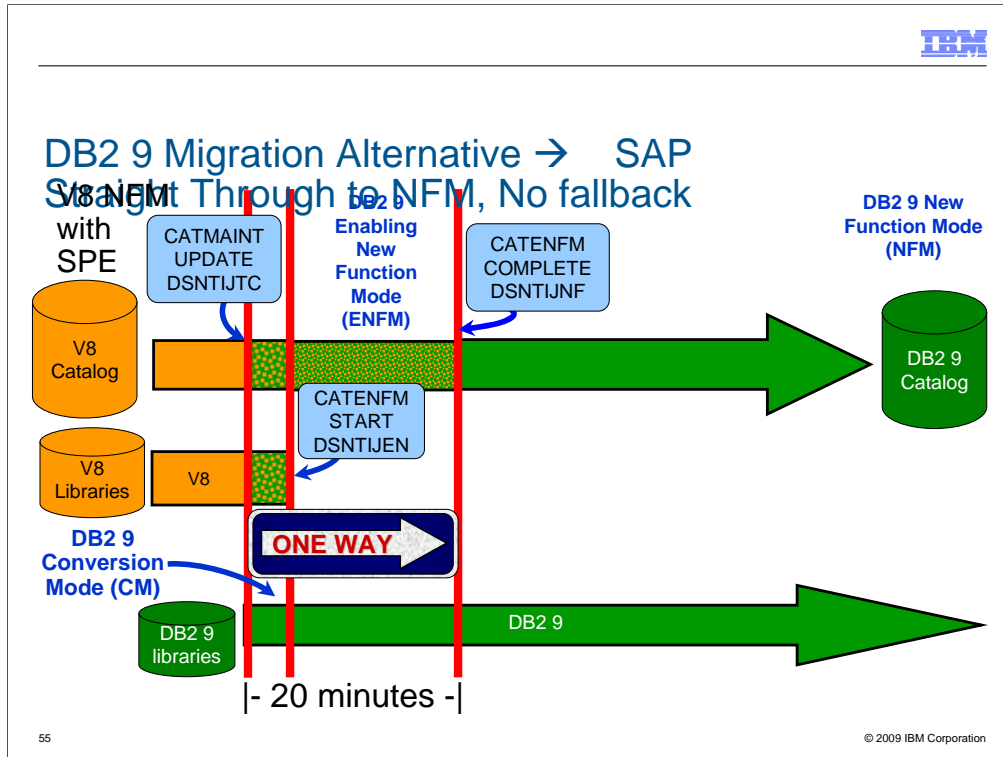 IBM
DB2 9 Migration Alternative → SAP
Straight Through to NFM, No fallback
V8 NFM
with
SPE
CATMAINT
UPDATE
DSNTIJTC
DB2 9
Enabling
New
Function
Mode
(ENFM)
CATENFM
COMPLETE
DSNTIJNF
DB2 9 New
Function Mode
(NFM)
V8
Catalog
DB2 9
Catalog
CATENFM
START
DSNTIJEN
V8
Libraries
V8
ONE WAY
DB2 9
Conversion
Mode (CM)
DB2 9
libraries
DB2 9
|- 20 minutes -|
55
© 2009 IBM Corporation